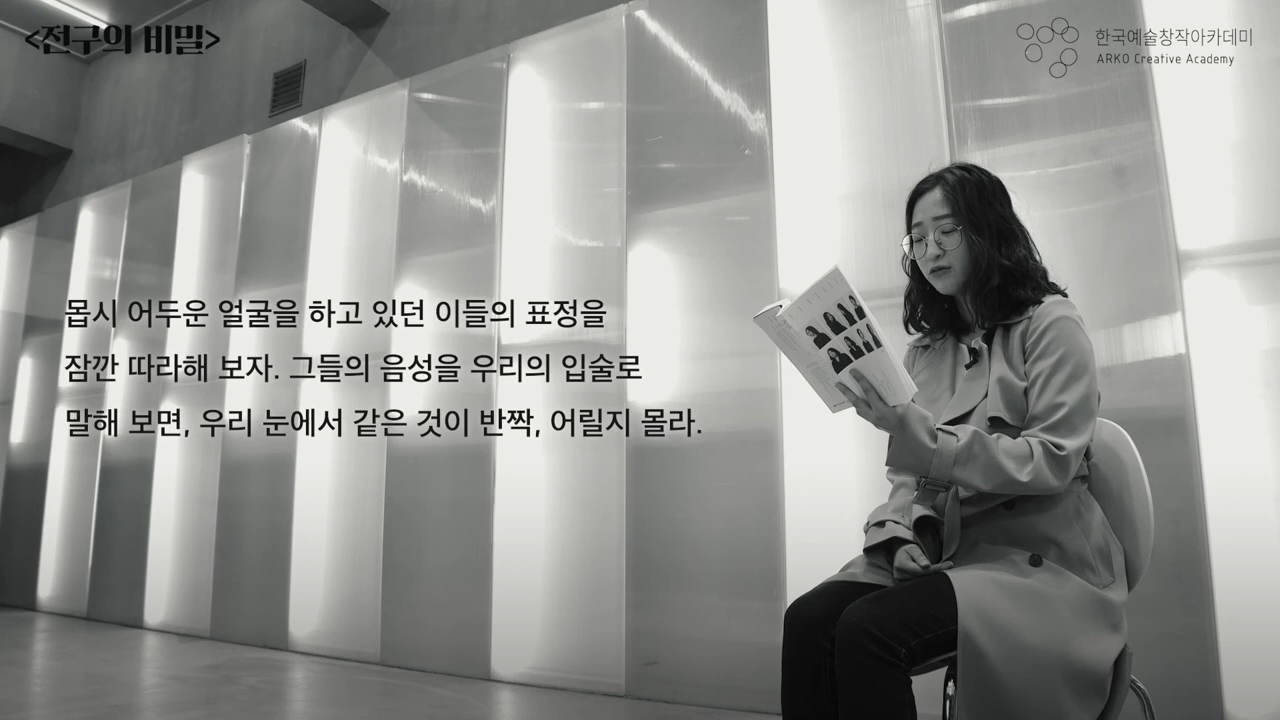 <전구의 비밀>
한국예술창작아카데미
ARKO Creative Academy
몹시 어두운 얼굴을 하고 있던 이들의 표정을
잠깐 따라해 보자. 그들의 음성을 우리의 입술로
말해 보면, 우리 눈에서 같은 것이 반짝, 어릴지 몰라.